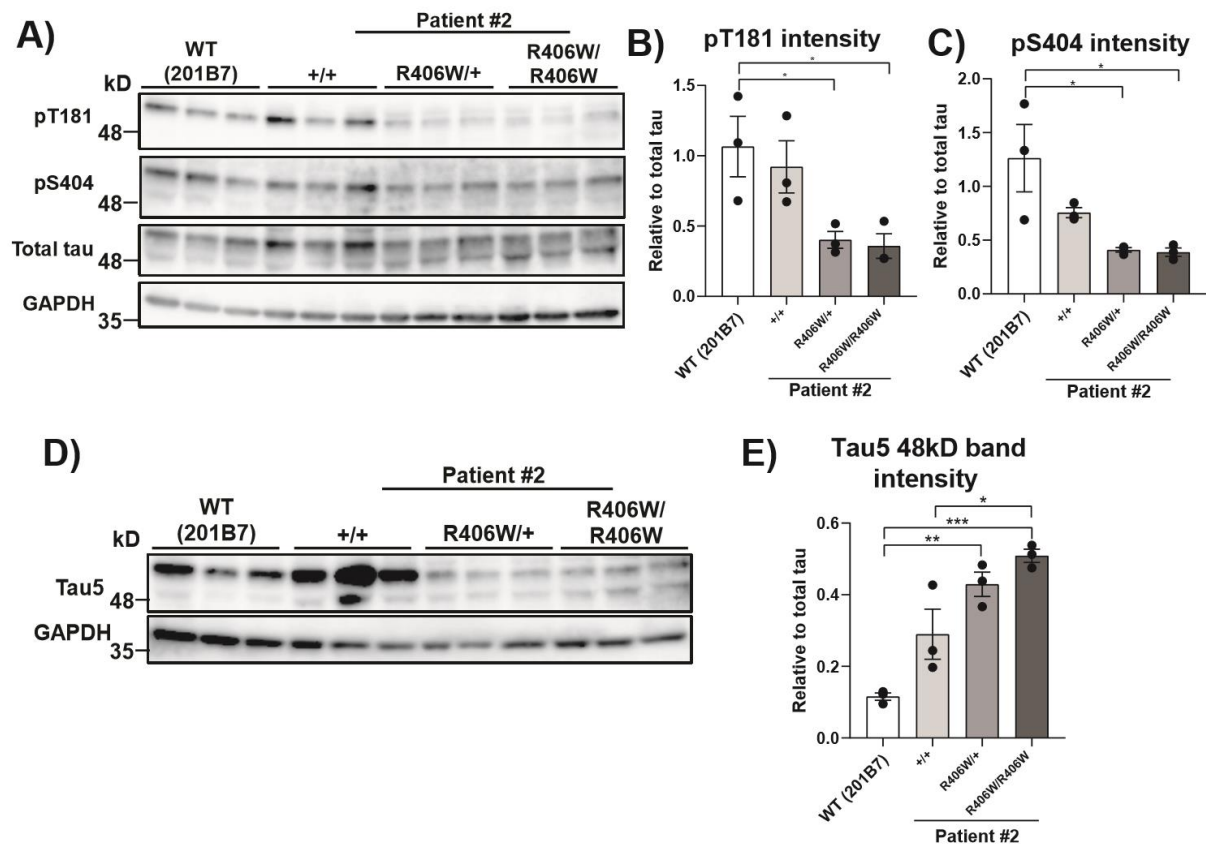 A)
Patient #2
WT
(201B7)
+/+
R406W/+
R406W/
R406W
kD
pT181
48
pS404
48
Total tau
48
GAPDH
35
B)
pT181 intensity
*
*
Relative to total tau
1.5
1.0
0.5
0.0
WT (201B7)
+/+
R406W/+
R406W/R406W
Patient #2
C)
pS404 intensity
*
*
Relative to total tau
2.0
1.5
1.0
0.5
0.0
WT (201B7)
+/+
R406W/+
R406W/R406W
Patient #2
D)
Patient #2
WT
(201B7)
+/+
R406W/+
R406W/
R406W
kD
Tau5
48
GAPDH
35
E)
Tau5 48kD band
intensity
*
***
**
Relative to total tau
0.6
0.4
0.2
0.0
WT (201B7)
+/+
R406W/+
R406W/R406W
Patient #2